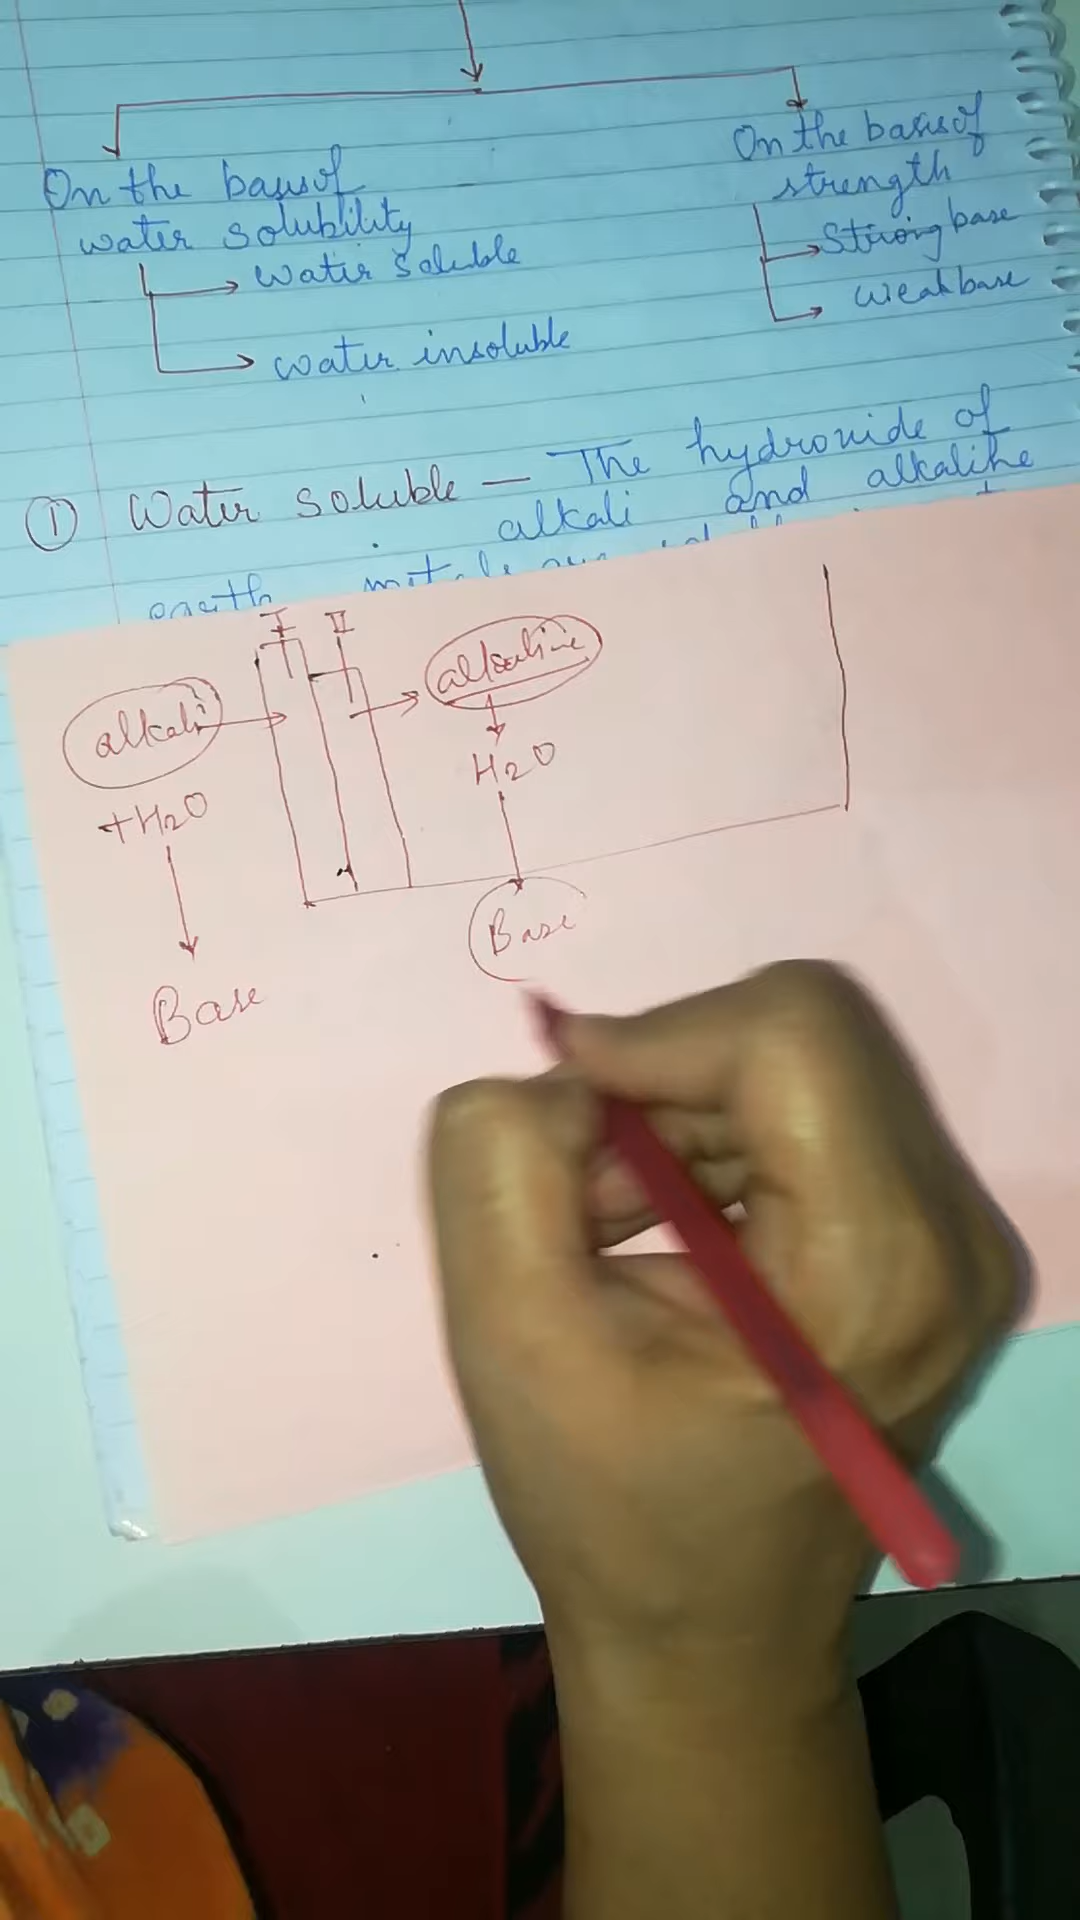 On the basis of
water solubility
water soluble
water insoluble
On the basis of
strength
Strong base
weak base
① Water soluble — The hydroxide of
alkali and alkaline
earth metals
I II
alkali
+H2O
Base
alkaline
H2O
Base